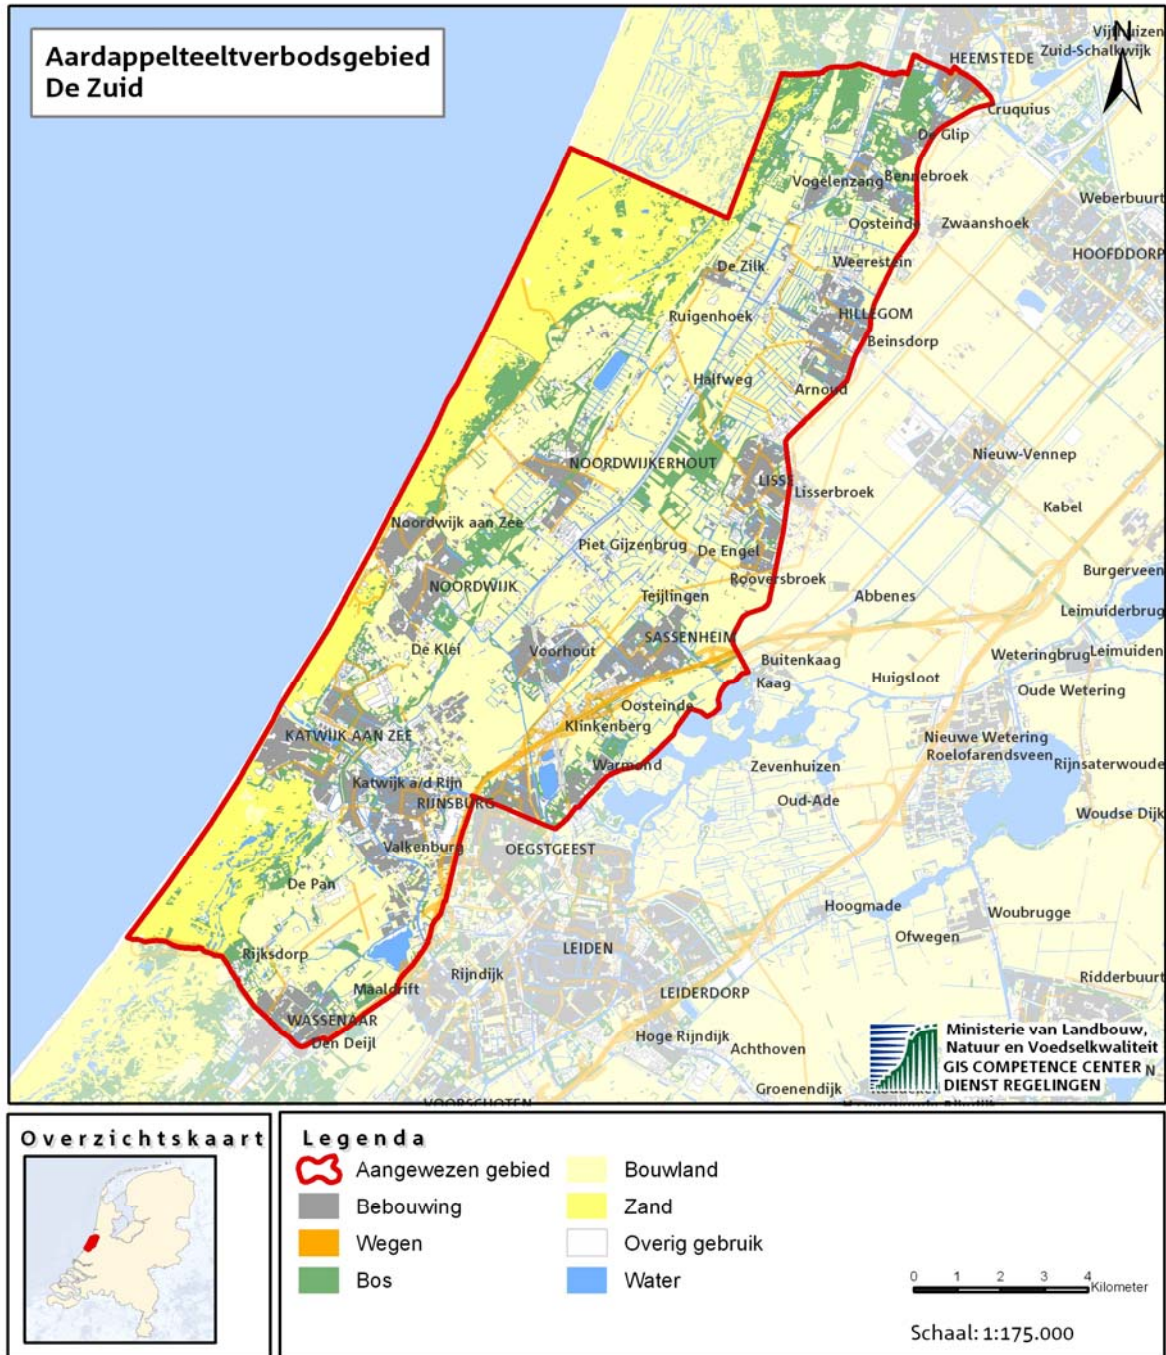 Aardappelteeltverbodsgebied
De Zuid
N
Vijfhuizen
HEEMSTEDE
Zuid-Schalkwijk
Cruquius
De Glip
Vogelenzang
Bennebroek
Weberbuurt
Oosteinde
Zwaanshoek
De Zilk
Weerestein
HOOFDDORP
Ruigenhoek
HILLEGOM
Beinsdorp
Halfweg
Arnoud
NOORDWIJKERHOUT
LISSE
Lisserbroek
Nieuw-Vennep
Kabel
Noordwijk aan Zee
Piet Gijzenbrug
De Engel
NOORDWIJK
Rooversbroek
Burgerveen
Teijlingen
Abbenes
Leimuiderbrug
De Klei
Voorhout
SASSENHEIM
Buitenkaag
Weteringbrug
Leimuiden
Kaag
Huigsloot
Oude Wetering
Oosteinde
Klinkenberg
KATWIJK AAN ZEE
Nieuwe Wetering
Roelofarendsveen
Warmond
Zevenhuizen
Rijnsaterwoude
Katwijk a/d Rijn
RIJNSBURG
Oud-Ade
Woudse Dijk
Valkenburg
OEGSTGEEST
De Pan
Hoogmade
Woubrugge
Ofwegen
Rijksdorp
LEIDEN
Rijndijk
Maaldrift
LEIDERDORP
Ridderbuurt
WASSENAAR
Den Deijl
Hoge Rijndijk
Achthoven
Groenendijk
VOORSCHOTEN
Ministerie van Landbouw,
Natuur en Voedselkwaliteit
GIS COMPETENCE CENTER
DIENST REGELINGEN
Overzichtskaart
Legenda
Aangewezen gebied
Bouwland
Bebouwing
Zand
Wegen
Overig gebruik
Bos
Water
0 1 2 3 4
Kilometer
Schaal: 1:175.000